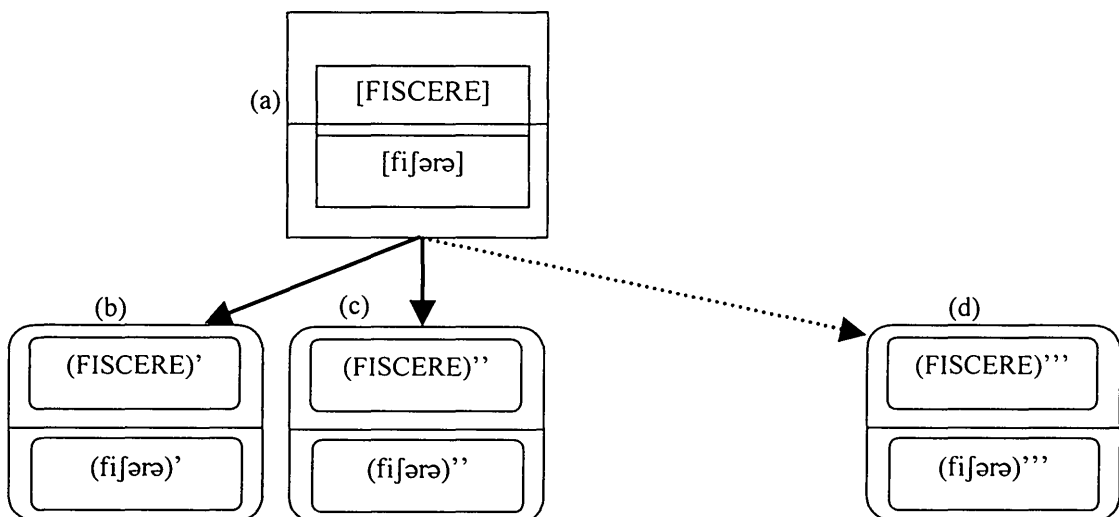 (a)
[FISCERE]
[fiʃərə]
(b)
(c)
(d)
(FISCERE)'
(FISCERE)''
(FISCERE)'''
(fiʃərə)'
(fiʃərə)''
(fiʃərə)'''